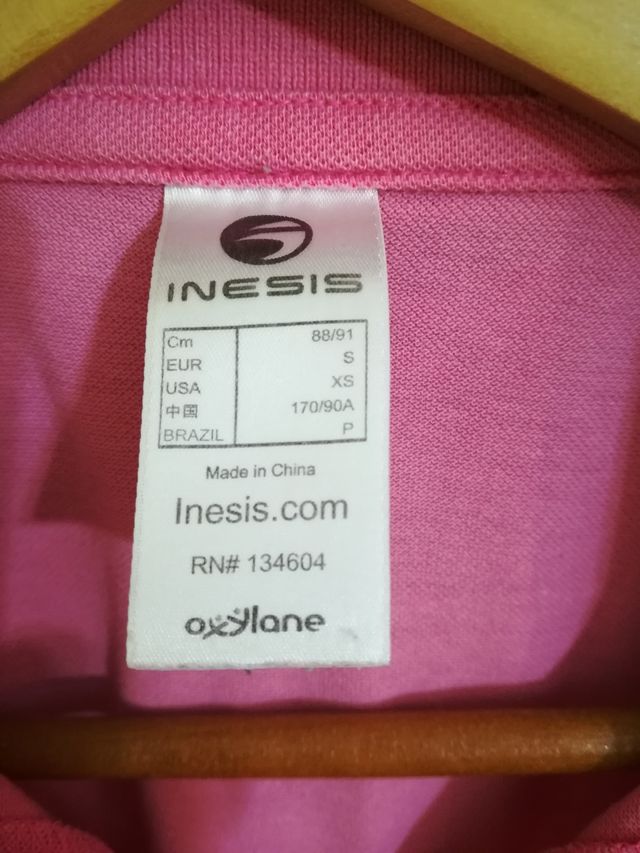 INESIS
Cm 88/91
EUR S
USA XS
中国 170/90A
BRAZIL P
Made in China
Inesis.com
RN# 134604
oxylane